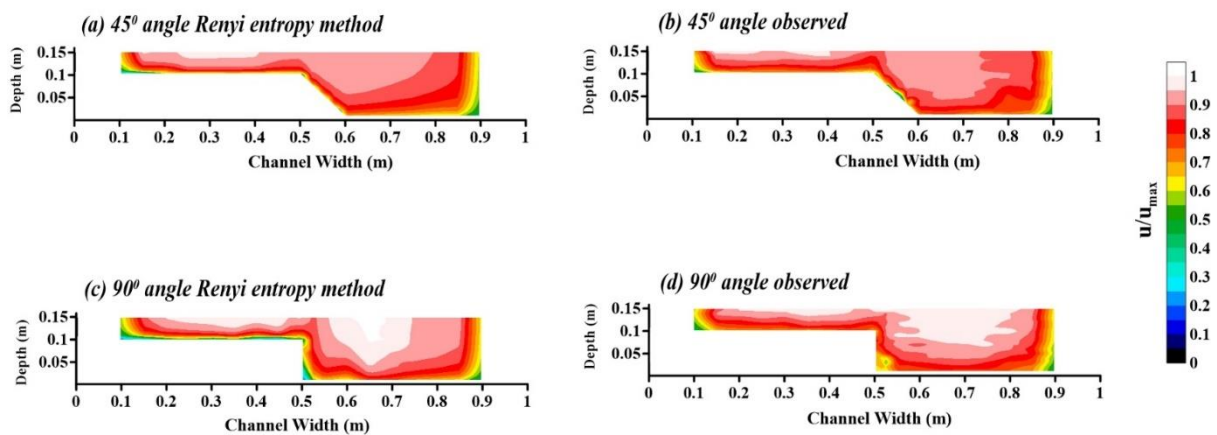 (a) 45⁰ angle Renyi entropy method
(b) 45⁰ angle observed
Depth (m)
0.15
0.1
0.05
0 0.1 0.2 0.3 0.4 0.5 0.6 0.7 0.8 0.9 1
Channel Width (m)
Depth (m)
0.15
0.1
0.05
0 0.1 0.2 0.3 0.4 0.5 0.6 0.7 0.8 0.9 1
Channel Width (m)
(c) 90⁰ angle Renyi entropy method
(d) 90⁰ angle observed
Depth (m)
0.15
0.1
0.05
0 0.1 0.2 0.3 0.4 0.5 0.6 0.7 0.8 0.9 1
Channel Width (m)
Depth (m)
0.15
0.1
0.05
0 0.1 0.2 0.3 0.4 0.5 0.6 0.7 0.8 0.9 1
Channel Width (m)
u/umax
1
0.9
0.8
0.7
0.6
0.5
0.4
0.3
0.2
0.1
0